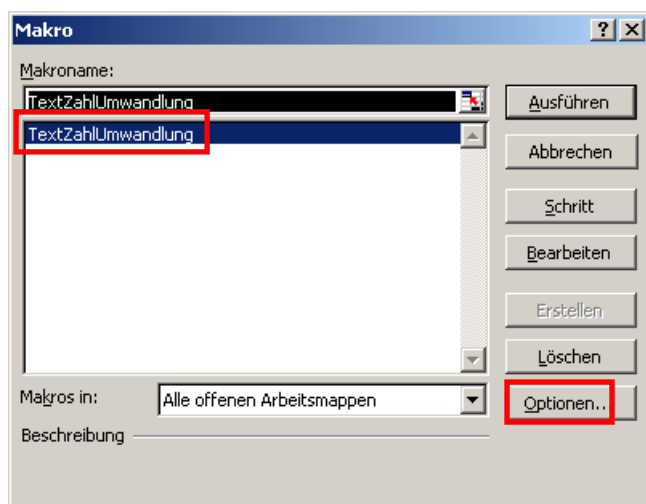 Makro
Makroname:
TextZahlUmwandlung
TextZahlUmwandlung
Ausführen
Abbrechen
Schritt
Bearbeiten
Erstellen
Löschen
Makros in: Alle offenen Arbeitsmappen
Optionen..
Beschreibung